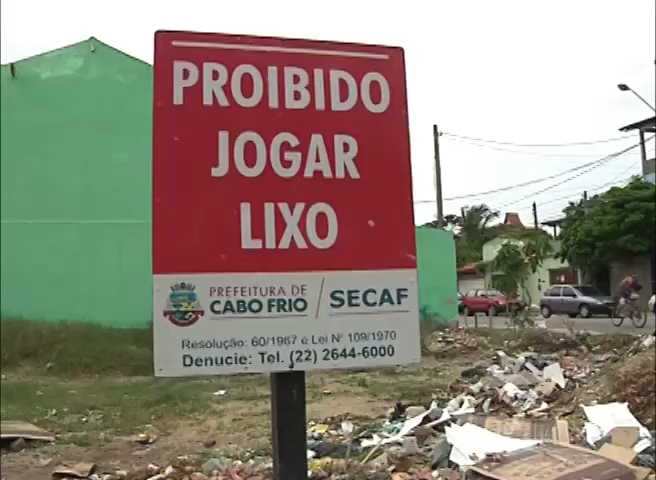 PROIBIDO
JOGAR
LIXO
PREFEITURA DE
CABO FRIO
SECAF
Resolução: 60/1967 e Lei Nº 109/1970
Denucie: Tel. (22) 2644-6000